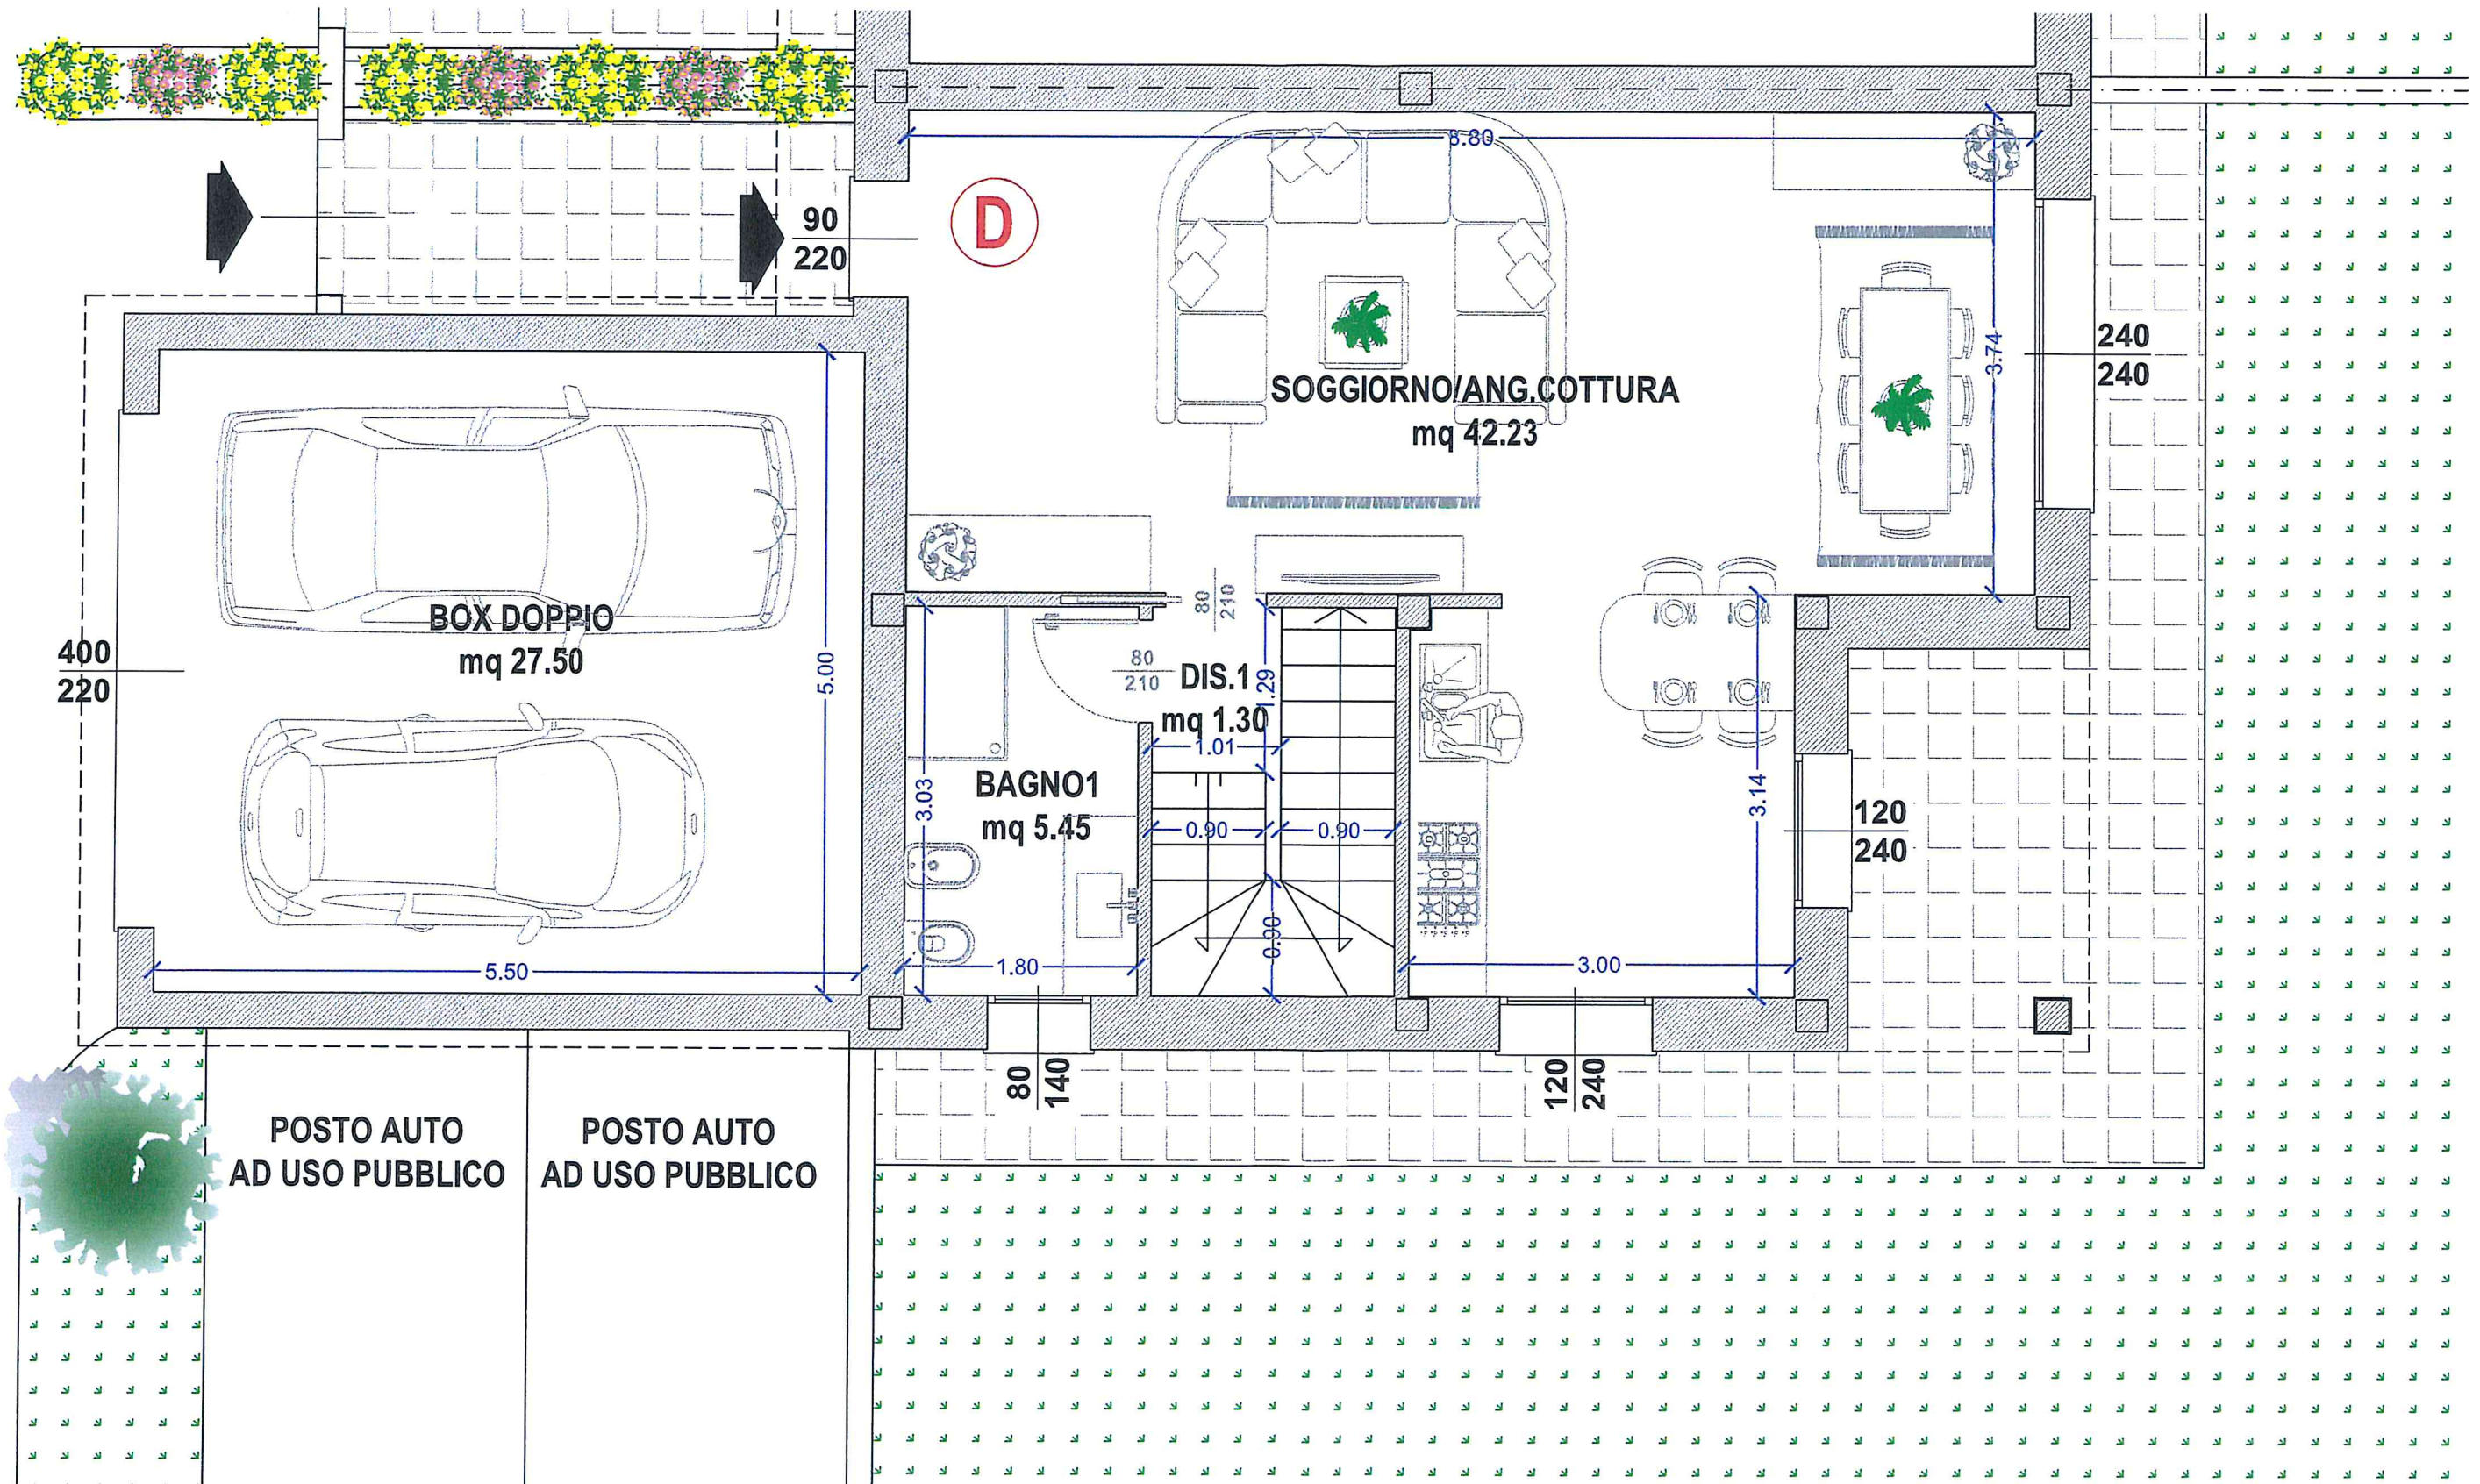 8.80
90
220
D
240
240
3.74
SOGGIORNO/ANG.COTTURA
mq 42.23
BOX DOPPIO
mq 27.50
400
220
5.00
5.50
80
210
80
210
DIS.1
mq 1.30
1.29
1.01
BAGNO1
mq 5.45
3.03
0.90
0.90
0.90
1.80
3.14
3.00
120
240
80
140
120
240
POSTO AUTO
AD USO PUBBLICO
POSTO AUTO
AD USO PUBBLICO